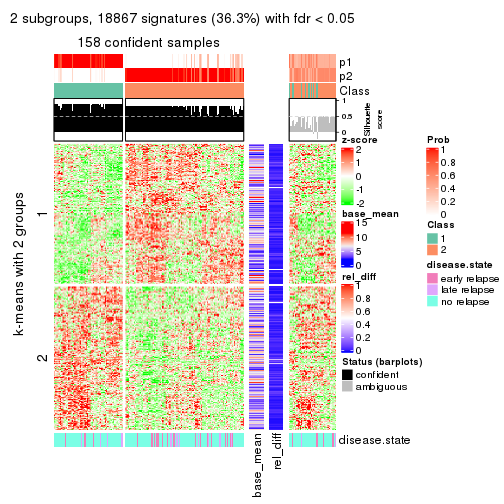 2 subgroups, 18867 signatures (36.3%) with fdr < 0.05
158 confident samples
p1
p2
Class
1
0.5
0
Silhouette
score
k-means with 2 groups
1
2
base_mean
rel_diff
disease.state
z-score
2
1
0
-1
-2
base_mean
15
10
5
0
rel_diff
1
0.8
0.6
0.4
0.2
0
Status (barplots)
confident
ambiguous
Prob
1
0.8
0.6
0.4
0.2
0
Class
1
2
disease.state
early relapse
late relapse
no relapse